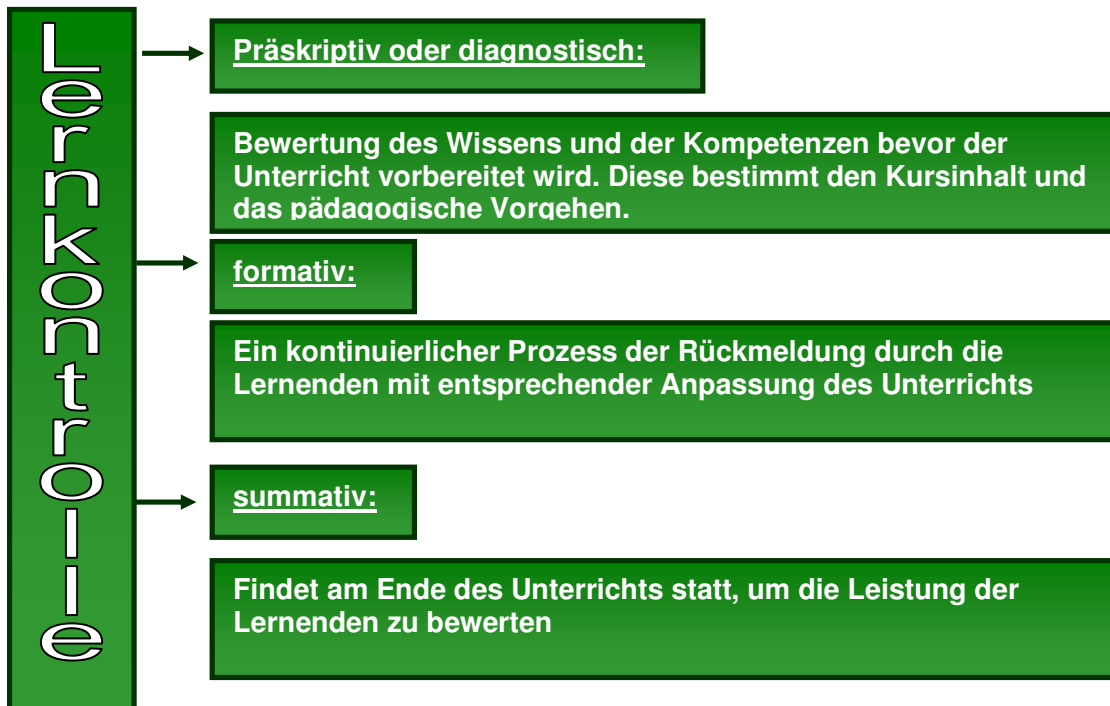 Lernkontrolle
Präskriptiv oder diagnostisch:
Bewertung des Wissens und der Kompetenzen bevor der
Unterricht vorbereitet wird. Diese bestimmt den Kursinhalt und
das pädagogische Vorgehen.
formativ:
Ein kontinuierlicher Prozess der Rückmeldung durch die
Lernenden mit entsprechender Anpassung des Unterrichts
summativ:
Findet am Ende des Unterrichts statt, um die Leistung der
Lernenden zu bewerten